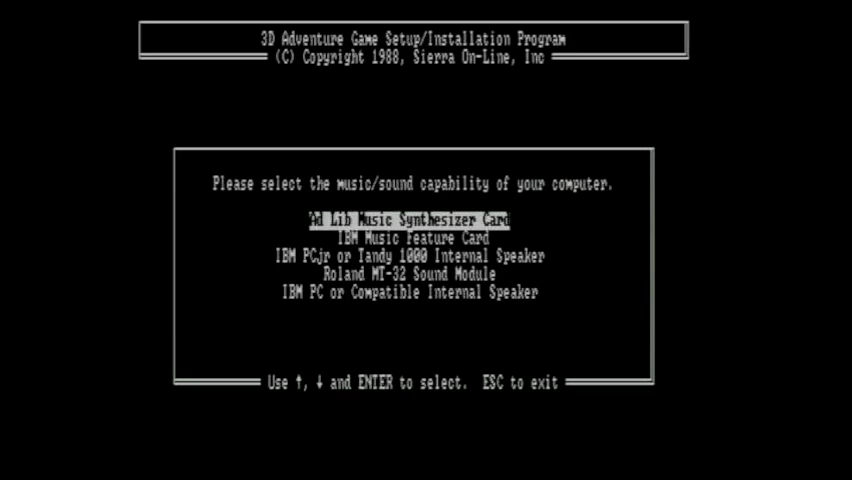 3D Adventure Game Setup/Installation Program
(C) Copyright 1988, Sierra On-Line, Inc
Please select the music/sound capability of your computer.
Ad Lib Music Synthesizer Card
IBM Music Feature Card
IBM PCjr or Tandy 1000 Internal Speaker
Roland MT-32 Sound Module
IBM PC or Compatible Internal Speaker
Use ↑, ↓ and ENTER to select.  ESC to exit